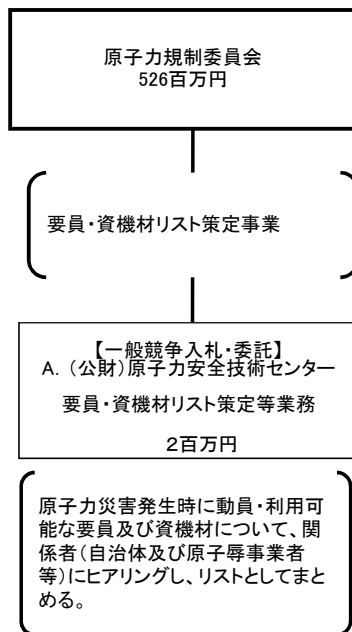 原子力規制委員会
526百万円
要員・資機材リスト策定事業
【一般競争入札・委託】
A. (公財)原子力安全技術センター
要員・資機材リスト策定等業務
2百万円
原子力災害発生時に動員・利用可
能な要員及び資機材について、関
係者(自治体及び原子辱事業者
等)にヒアリングし、リストとしてまと
める。